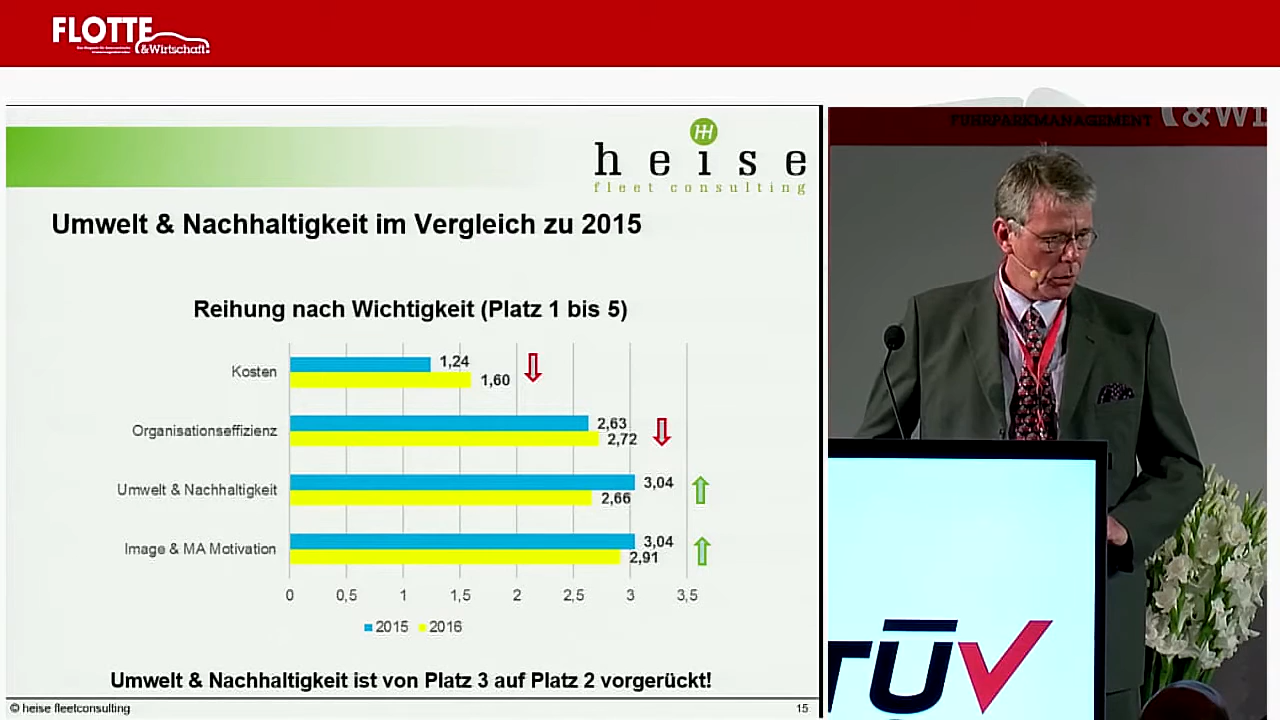 FLOTTE
&Wirtschaft
FUHRPARKMANAGEMENT
&WI
heise
fleet consulting
Umwelt & Nachhaltigkeit im Vergleich zu 2015
Reihung nach Wichtigkeit (Platz 1 bis 5)
Kosten
1,24
1,60
Organisationseffizienz
2,63
2,72
Umwelt & Nachhaltigkeit
3,04
2,66
Image & MA Motivation
3,04
2,91
0 0,5 1 1,5 2 2,5 3 3,5
2015 2016
Umwelt & Nachhaltigkeit ist von Platz 3 auf Platz 2 vorgerückt!
© heise fleetconsulting 15
TÜV